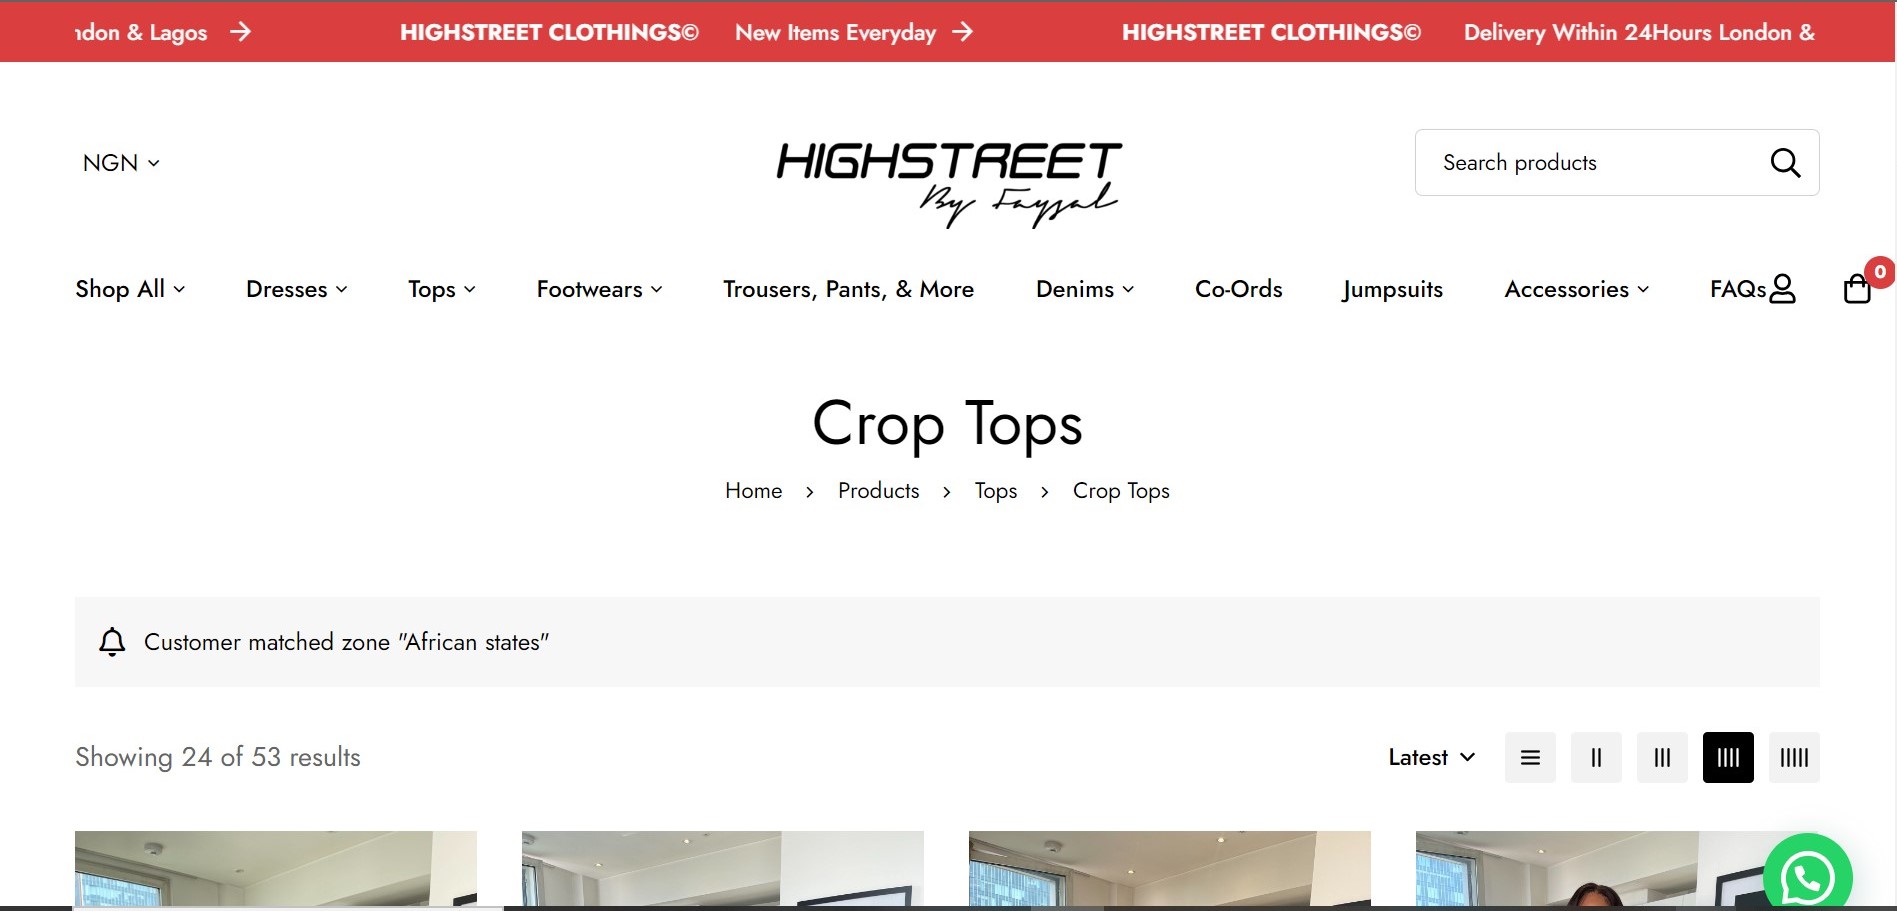 ndon & Lagos → HIGHSTREET CLOTHINGS© New Items Everyday → HIGHSTREET CLOTHINGS© Delivery Within 24Hours London &
NGN
HIGHSTREET
By Faysal
Search products
Shop All Dresses Tops Footwears Trousers, Pants, & More Denims Co-Ords Jumpsuits Accessories FAQs 0
Crop Tops
Home > Products > Tops > Crop Tops
Customer matched zone "African states"
Showing 24 of 53 results Latest